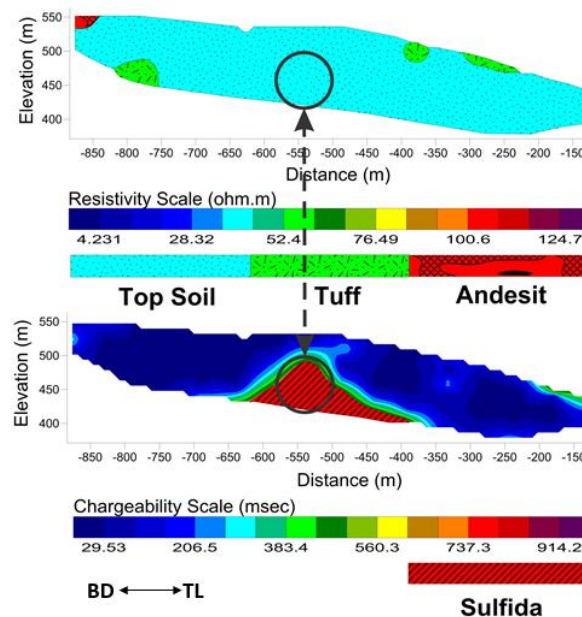 Elevation (m)
550
500
450
400
-850 -800 -750 -700 -650 -600 -550 -500 -450 -400 -350 -300 -250 -200 -150 -100
Distance (m)
Resistivity Scale (ohm.m)
4.231 28.32 52.4 76.49 100.6 124.7
Top Soil Tuff Andesit
Elevation (m)
550
500
450
400
-850 -800 -750 -700 -650 -600 -550 -500 -450 -400 -350 -300 -250 -200 -150
Distance (m)
Chargeability Scale (msec)
29.53 206.5 383.4 560.3 737.3 914.2
BD TL
Sulfida